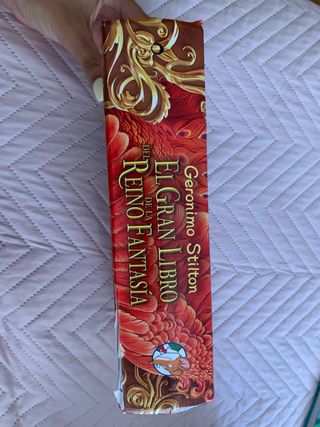 Geronimo Stilton
EL GRAN LIBRO
DEL REINO DE LA FANTASÍA